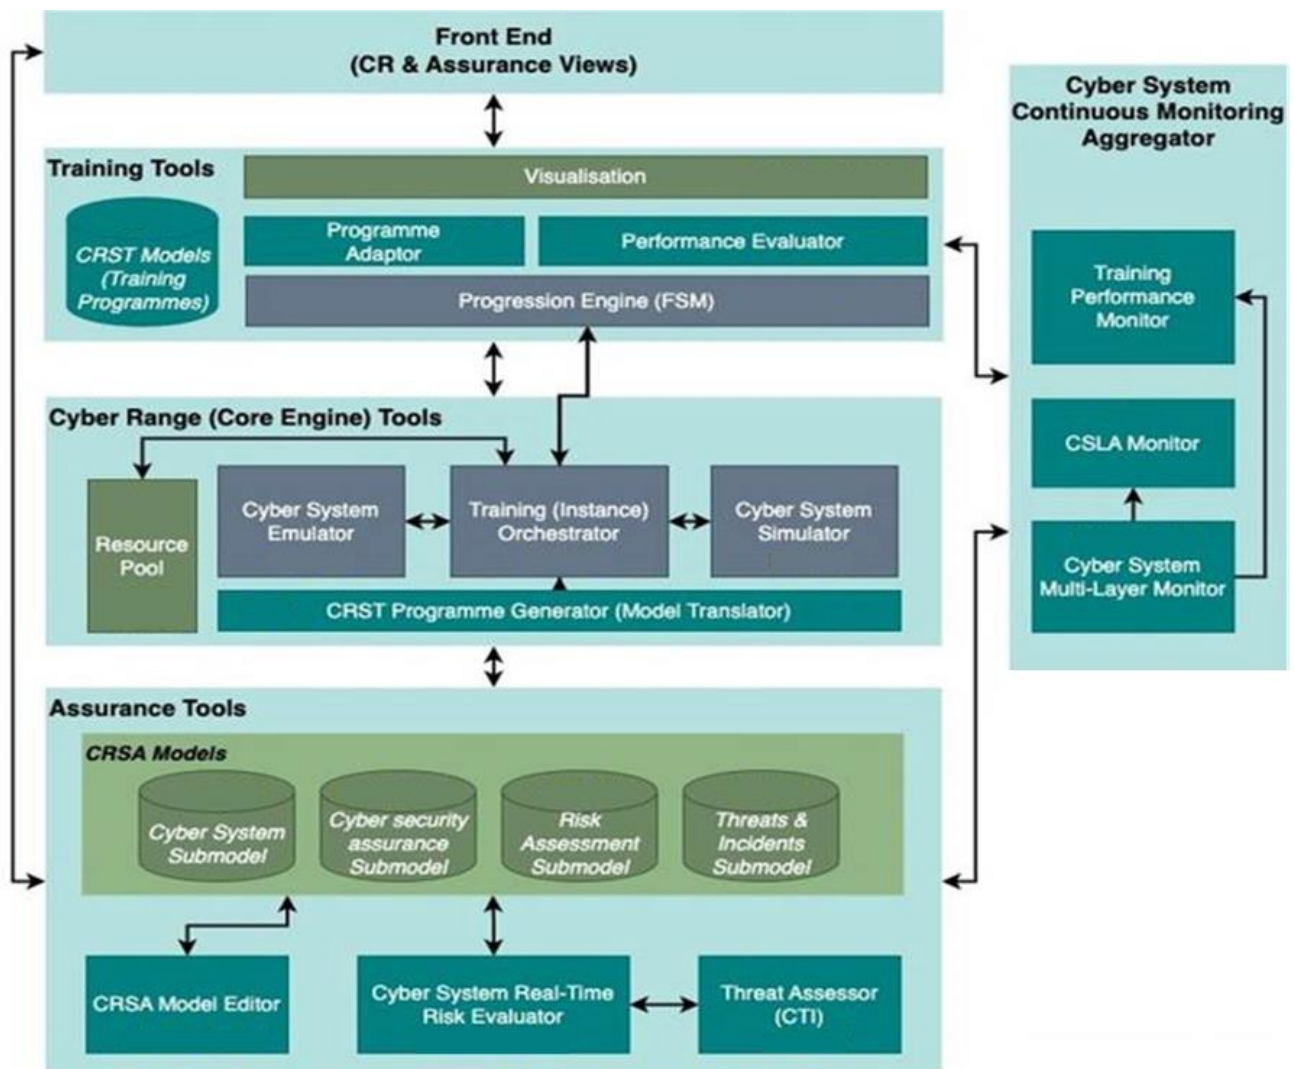 Front End
(CR & Assurance Views)
Training Tools
Visualisation
CRST Models
(Training
Programmes)
Programme
Adaptor
Performance Evaluator
Progression Engine (FSM)
Cyber Range (Core Engine) Tools
Resource
Pool
Cyber System
Emulator
Training (Instance)
Orchestrator
Cyber System
Simulator
CRST Programme Generator (Model Translator)
Assurance Tools
CRSA Models
Cyber System
Submodel
Cyber security
assurance
Submodel
Risk
Assessment
Submodel
Threats &
Incidents
Submodel
CRSA Model Editor
Cyber System Real-Time
Risk Evaluator
Threat Assessor
(CTI)
Cyber System
Continuous Monitoring
Aggregator
Training
Performance
Monitor
CSLA Monitor
Cyber System
Multi-Layer Monitor